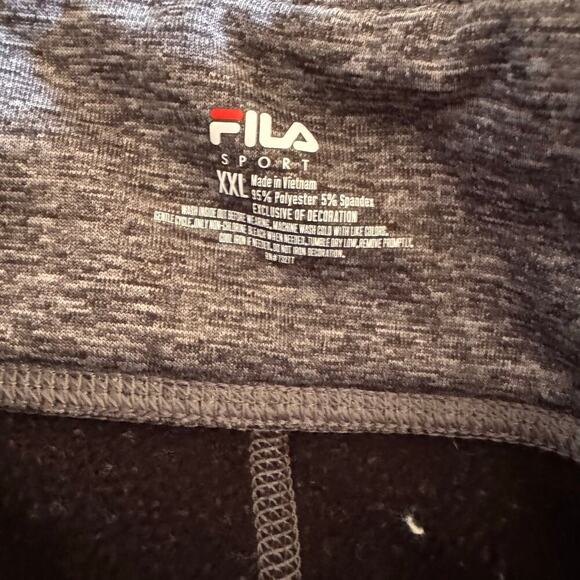 FILA
SPORT
XXL Made in Vietnam
95% Polyester 5% Spandex
EXCLUSIVE OF DECORATION
WASH INSIDE OUT BEFORE WEARING. MACHINE WASH COLD WITH LIKE COLORS.
GENTLE CYCLE. ONLY NON-CHLORINE BLEACH WHEN NEEDED. TUMBLE DRY LOW. REMOVE PROMPTLY.
COOL IRON IF NEEDED. DO NOT IRON DECORATION.
RN# 73277